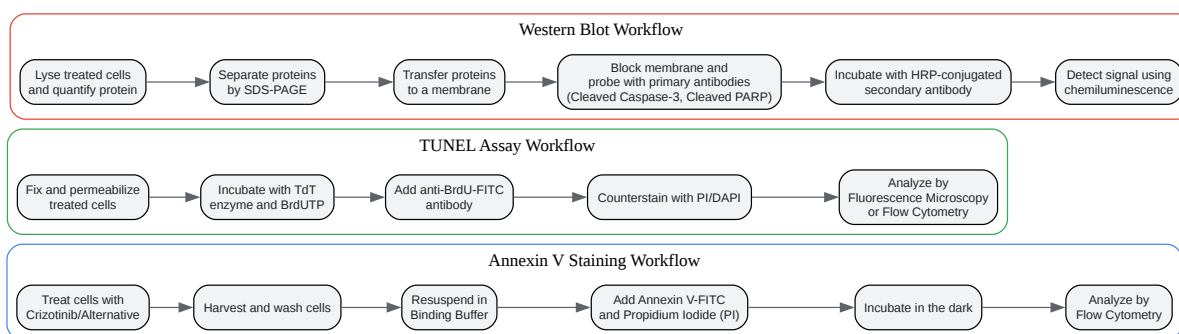 Western Blot Workflow
Lyse treated cells
and quantify protein
Separate proteins
by SDS-PAGE
Transfer proteins
to a membrane
Block membrane and
probe with primary antibodies
(Cleaved Caspase-3, Cleaved PARP)
Incubate with HRP-conjugated
secondary antibody
Detect signal using
chemiluminescence
TUNEL Assay Workflow
Fix and permeabilize
treated cells
Incubate with TdT
enzyme and BrdUTP
Add anti-BrdU-FITC
antibody
Counterstain with PI/DAPI
Analyze by
Fluorescence Microscopy
or Flow Cytometry
Annexin V Staining Workflow
Treat cells with
Crizotinib/Alternative
Harvest and wash cells
Resuspend in
Binding Buffer
Add Annexin V-FITC
and Propidium Iodide (PI)
Incubate in the dark
Analyze by
Flow Cytometry